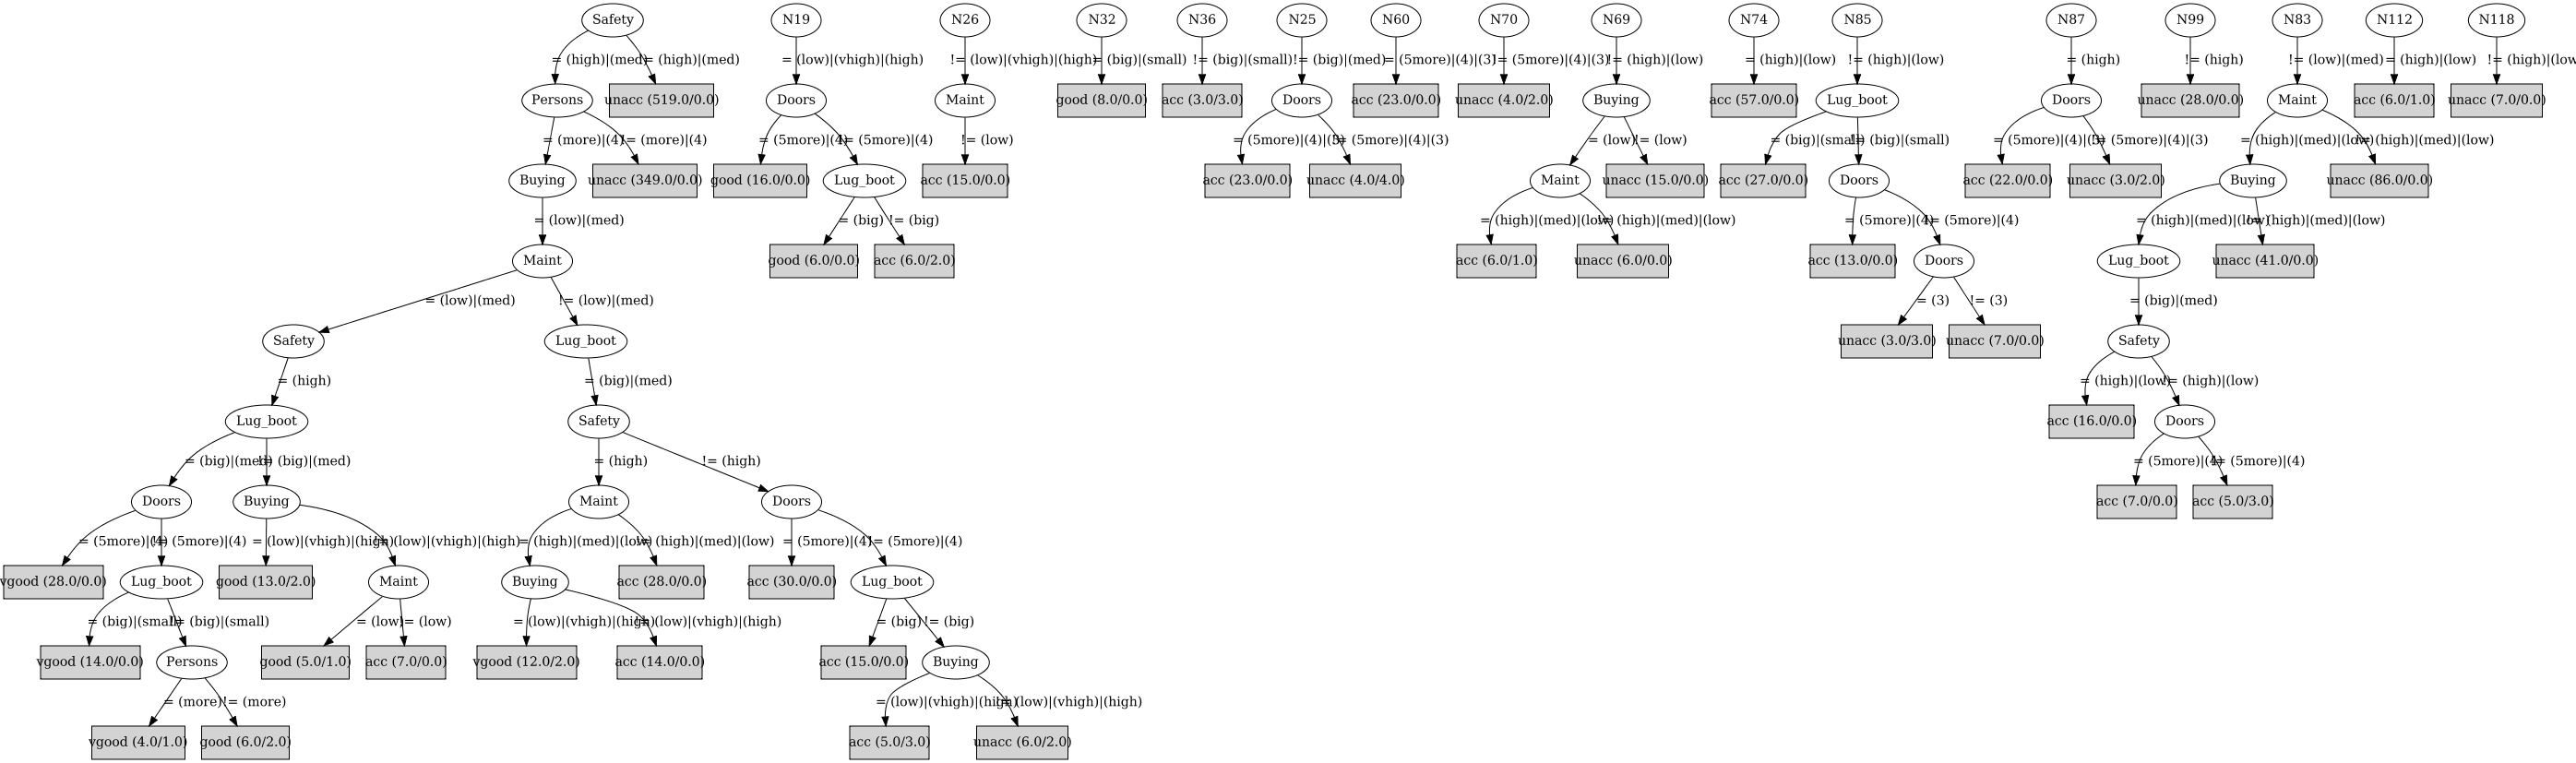 Safety N19 N26 N32 N36 N25 N60 N70 N69 N74 N85 N87 N99 N83 N112 N118
= (high)|(med) != (high)|(med) = (low)|(vhigh)|(high) != (low)|(vhigh)|(high) = (big)|(small) != (big)|(small) != (big)|(med) = (5more)|(4)|(3) != (5more)|(4)|(3) != (high)|(low) = (high)|(low) != (high)|(low) = (high) != (high) != (low)|(med) = (high)|(low) != (high)|(low)
Persons unacc (519.0/0.0) Doors Maint good (8.0/0.0) acc (3.0/3.0) Doors acc (23.0/0.0) unacc (4.0/2.0) Buying acc (57.0/0.0) Lug_boot Doors unacc (28.0/0.0) Maint acc (6.0/1.0) unacc (7.0/0.0)
= (more)|(4) != (more)|(4) = (5more)|(4) != (5more)|(4) != (low) = (5more)|(4)|(3) != (5more)|(4)|(3) = (low) != (low) = (big)|(small) != (big)|(small) = (5more)|(4)|(3) != (5more)|(4)|(3) = (high)|(med)|(low) != (high)|(med)|(low)
Buying unacc (349.0/0.0) good (16.0/0.0) Lug_boot acc (15.0/0.0) acc (23.0/0.0) unacc (4.0/4.0) Maint unacc (15.0/0.0) acc (27.0/0.0) Doors acc (22.0/0.0) unacc (3.0/2.0) Buying unacc (86.0/0.0)
= (low)|(med) = (big) != (big) = (high)|(med)|(low) != (high)|(med)|(low) = (5more)|(4) != (5more)|(4) = (high)|(med)|(low) != (high)|(med)|(low)
Maint good (6.0/0.0) acc (6.0/2.0) acc (6.0/1.0) unacc (6.0/0.0) acc (13.0/0.0) Doors Lug_boot unacc (41.0/0.0)
= (low)|(med) != (low)|(med) = (3) != (3) = (big)|(med)
Safety Lug_boot unacc (3.0/3.0) unacc (7.0/0.0) Safety
= (high) = (big)|(med) = (high)|(low) != (high)|(low)
Lug_boot Safety acc (16.0/0.0) Doors
= (big)|(med) != (big)|(med) = (high) != (high) = (5more)|(4) != (5more)|(4)
Doors Buying Maint Doors acc (7.0/0.0) acc (5.0/3.0)
= (5more)|(4) != (5more)|(4) = (low)|(vhigh)|(high) != (low)|(vhigh)|(high) = (high)|(med)|(low) != (high)|(med)|(low) = (5more)|(4) != (5more)|(4)
vgood (28.0/0.0) Lug_boot good (13.0/2.0) Maint Buying acc (28.0/0.0) acc (30.0/0.0) Lug_boot
= (big)|(small) != (big)|(small) = (low) != (low) = (low)|(vhigh)|(high) != (low)|(vhigh)|(high) = (big) != (big)
vgood (14.0/0.0) Persons good (5.0/1.0) acc (7.0/0.0) vgood (12.0/2.0) acc (14.0/0.0) acc (15.0/0.0) Buying
= (more) != (more) = (low)|(vhigh)|(high) != (low)|(vhigh)|(high)
vgood (4.0/1.0) good (6.0/2.0) acc (5.0/3.0) unacc (6.0/2.0)